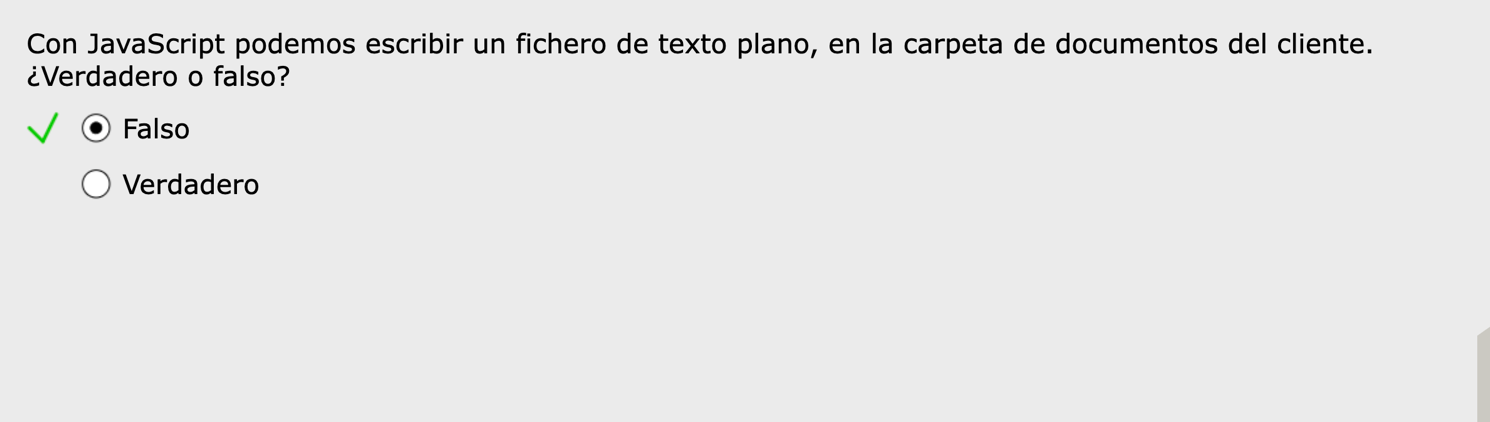 Con JavaScript podemos escribir un fichero de texto plano, en la carpeta de documentos del cliente.
¿Verdadero o falso?
Falso
Verdadero